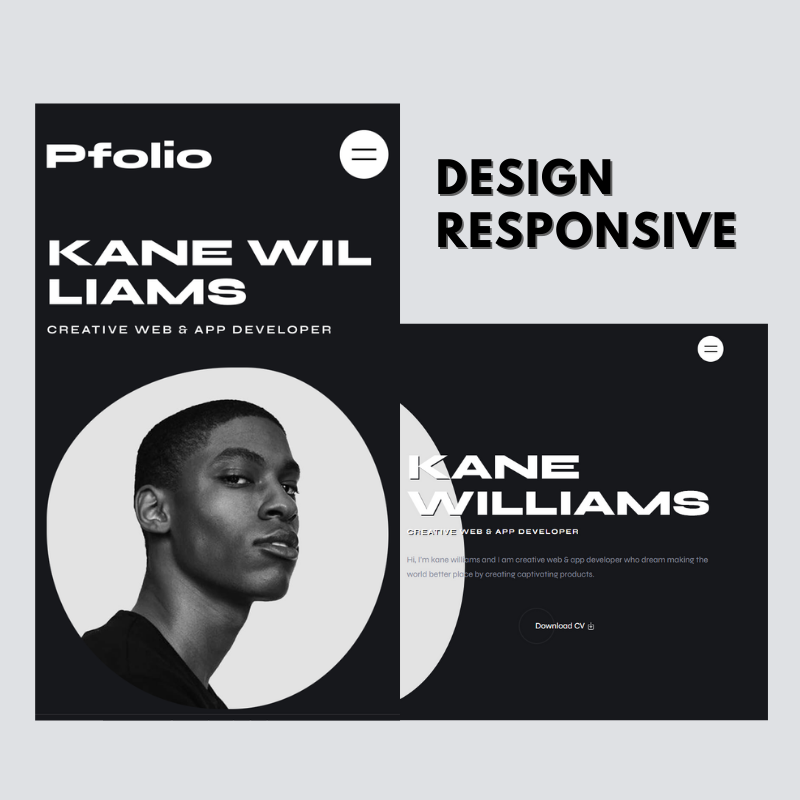 Pfolio
KANE WIL
LIAMS
CREATIVE WEB & APP DEVELOPER
DESIGN
RESPONSIVE
KANE
WILLIAMS
CREATIVE WEB & APP DEVELOPER
Hi, I'm kane williams and I am creative web & app developer who dream making the
world better place by creating captivating products.
Download CV